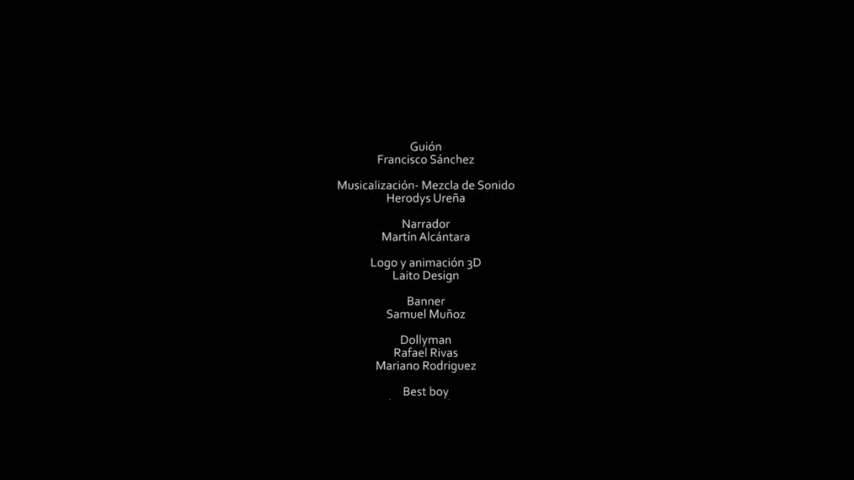 Guión
Francisco Sánchez
Musicalización- Mezcla de Sonido
Herodys Ureña
Narrador
Martín Alcántara
Logo y animación 3D
Laito Design
Banner
Samuel Muñoz
Dollyman
Rafael Rivas
Mariano Rodriguez
Best boy